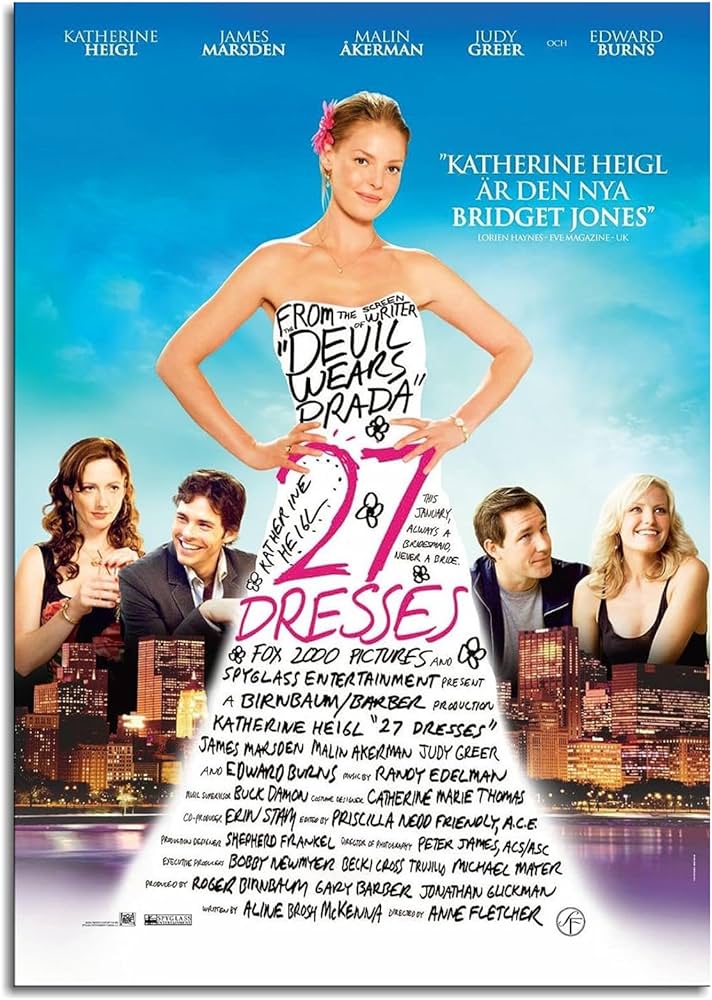 KATHERINE HEIGL
JAMES MARSDEN
MALIN ÅKERMAN
JUDY GREER
OCH
EDWARD BURNS
"KATHERINE HEIGL
ÄR DEN NYA
BRIDGET JONES"
LORIEN HAYNES - EVE MAGAZINE - UK
FROM THE SCREEN
WRITER
OF
THE
"DEVIL
WEARS
PRADA"
KATHERINE
HEIGL
27
THIS
JANUARY,
ALWAYS A
BRIDESMAID,
NEVER A BRIDE.
DRESSES
FOX 2000 PICTURES AND
SPYGLASS ENTERTAINMENT PRESENT
A BIRNBAUM/BARBER PRODUCTION
KATHERINE HEIGL "27 DRESSES"
JAMES MARSDEN MALIN AKERMAN JUDY GREER
AND EDWARD BURNS MUSIC BY RANDY EDELMAN
MUSIC SUPERVISOR BUCK DAMON COSTUME DESIGNER CATHERINE MARIE THOMAS
CO-PRODUCER ERIN STAM EDITED BY PRISCILLA NEDD FRIENDLY, A.C.E.
PRODUCTION DESIGNER SHEPHERD FRANKEL DIRECTOR OF PHOTOGRAPHY PETER JAMES, ACS/ASC
EXECUTIVE PRODUCERS BOBBY NEWMYER BECKI CROSS TRUJILLO MICHAEL MAYER
PRODUCED BY ROGER BIRNBAUM GARY BARBER JONATHAN GLICKMAN
WRITTEN BY ALINE BROSH McKENNA DIRECTED BY ANNE FLETCHER
SF
SPYGLASS
ENTERTAINMENT